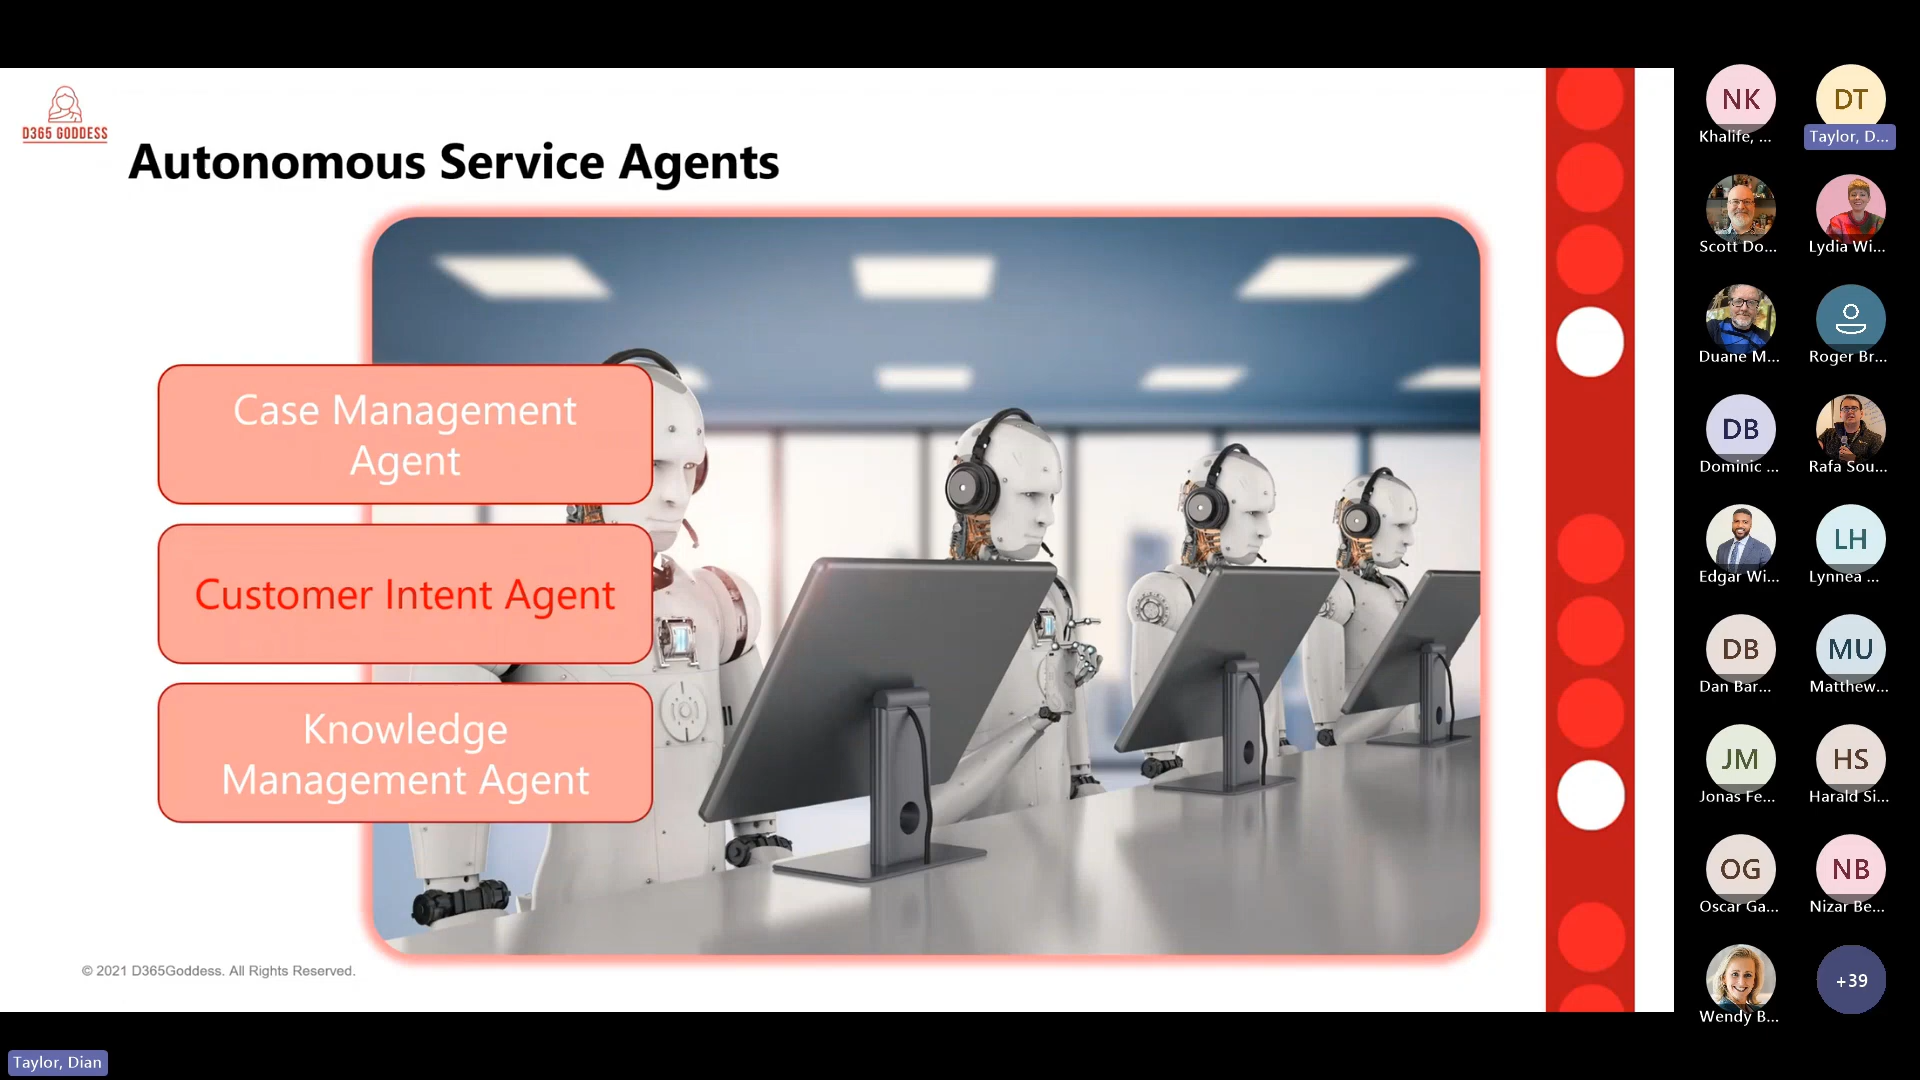 D365 GODDESS
Autonomous Service Agents
Case Management
Agent
Customer Intent Agent
Knowledge
Management Agent
© 2021 D365Goddess. All Rights Reserved.
NK
Khalife, ...
DT
Taylor, D...
Scott Do...
Lydia Wi...
Duane M...
Roger Br...
DB
Dominic ...
Rafa Sou...
Edgar Wi...
LH
Lynnea ...
DB
Dan Bar...
MU
Matthew...
JM
Jonas Fe...
HS
Harald Si...
OG
Oscar Ga...
NB
Nizar Be...
Wendy B...
+39
Taylor, Dian